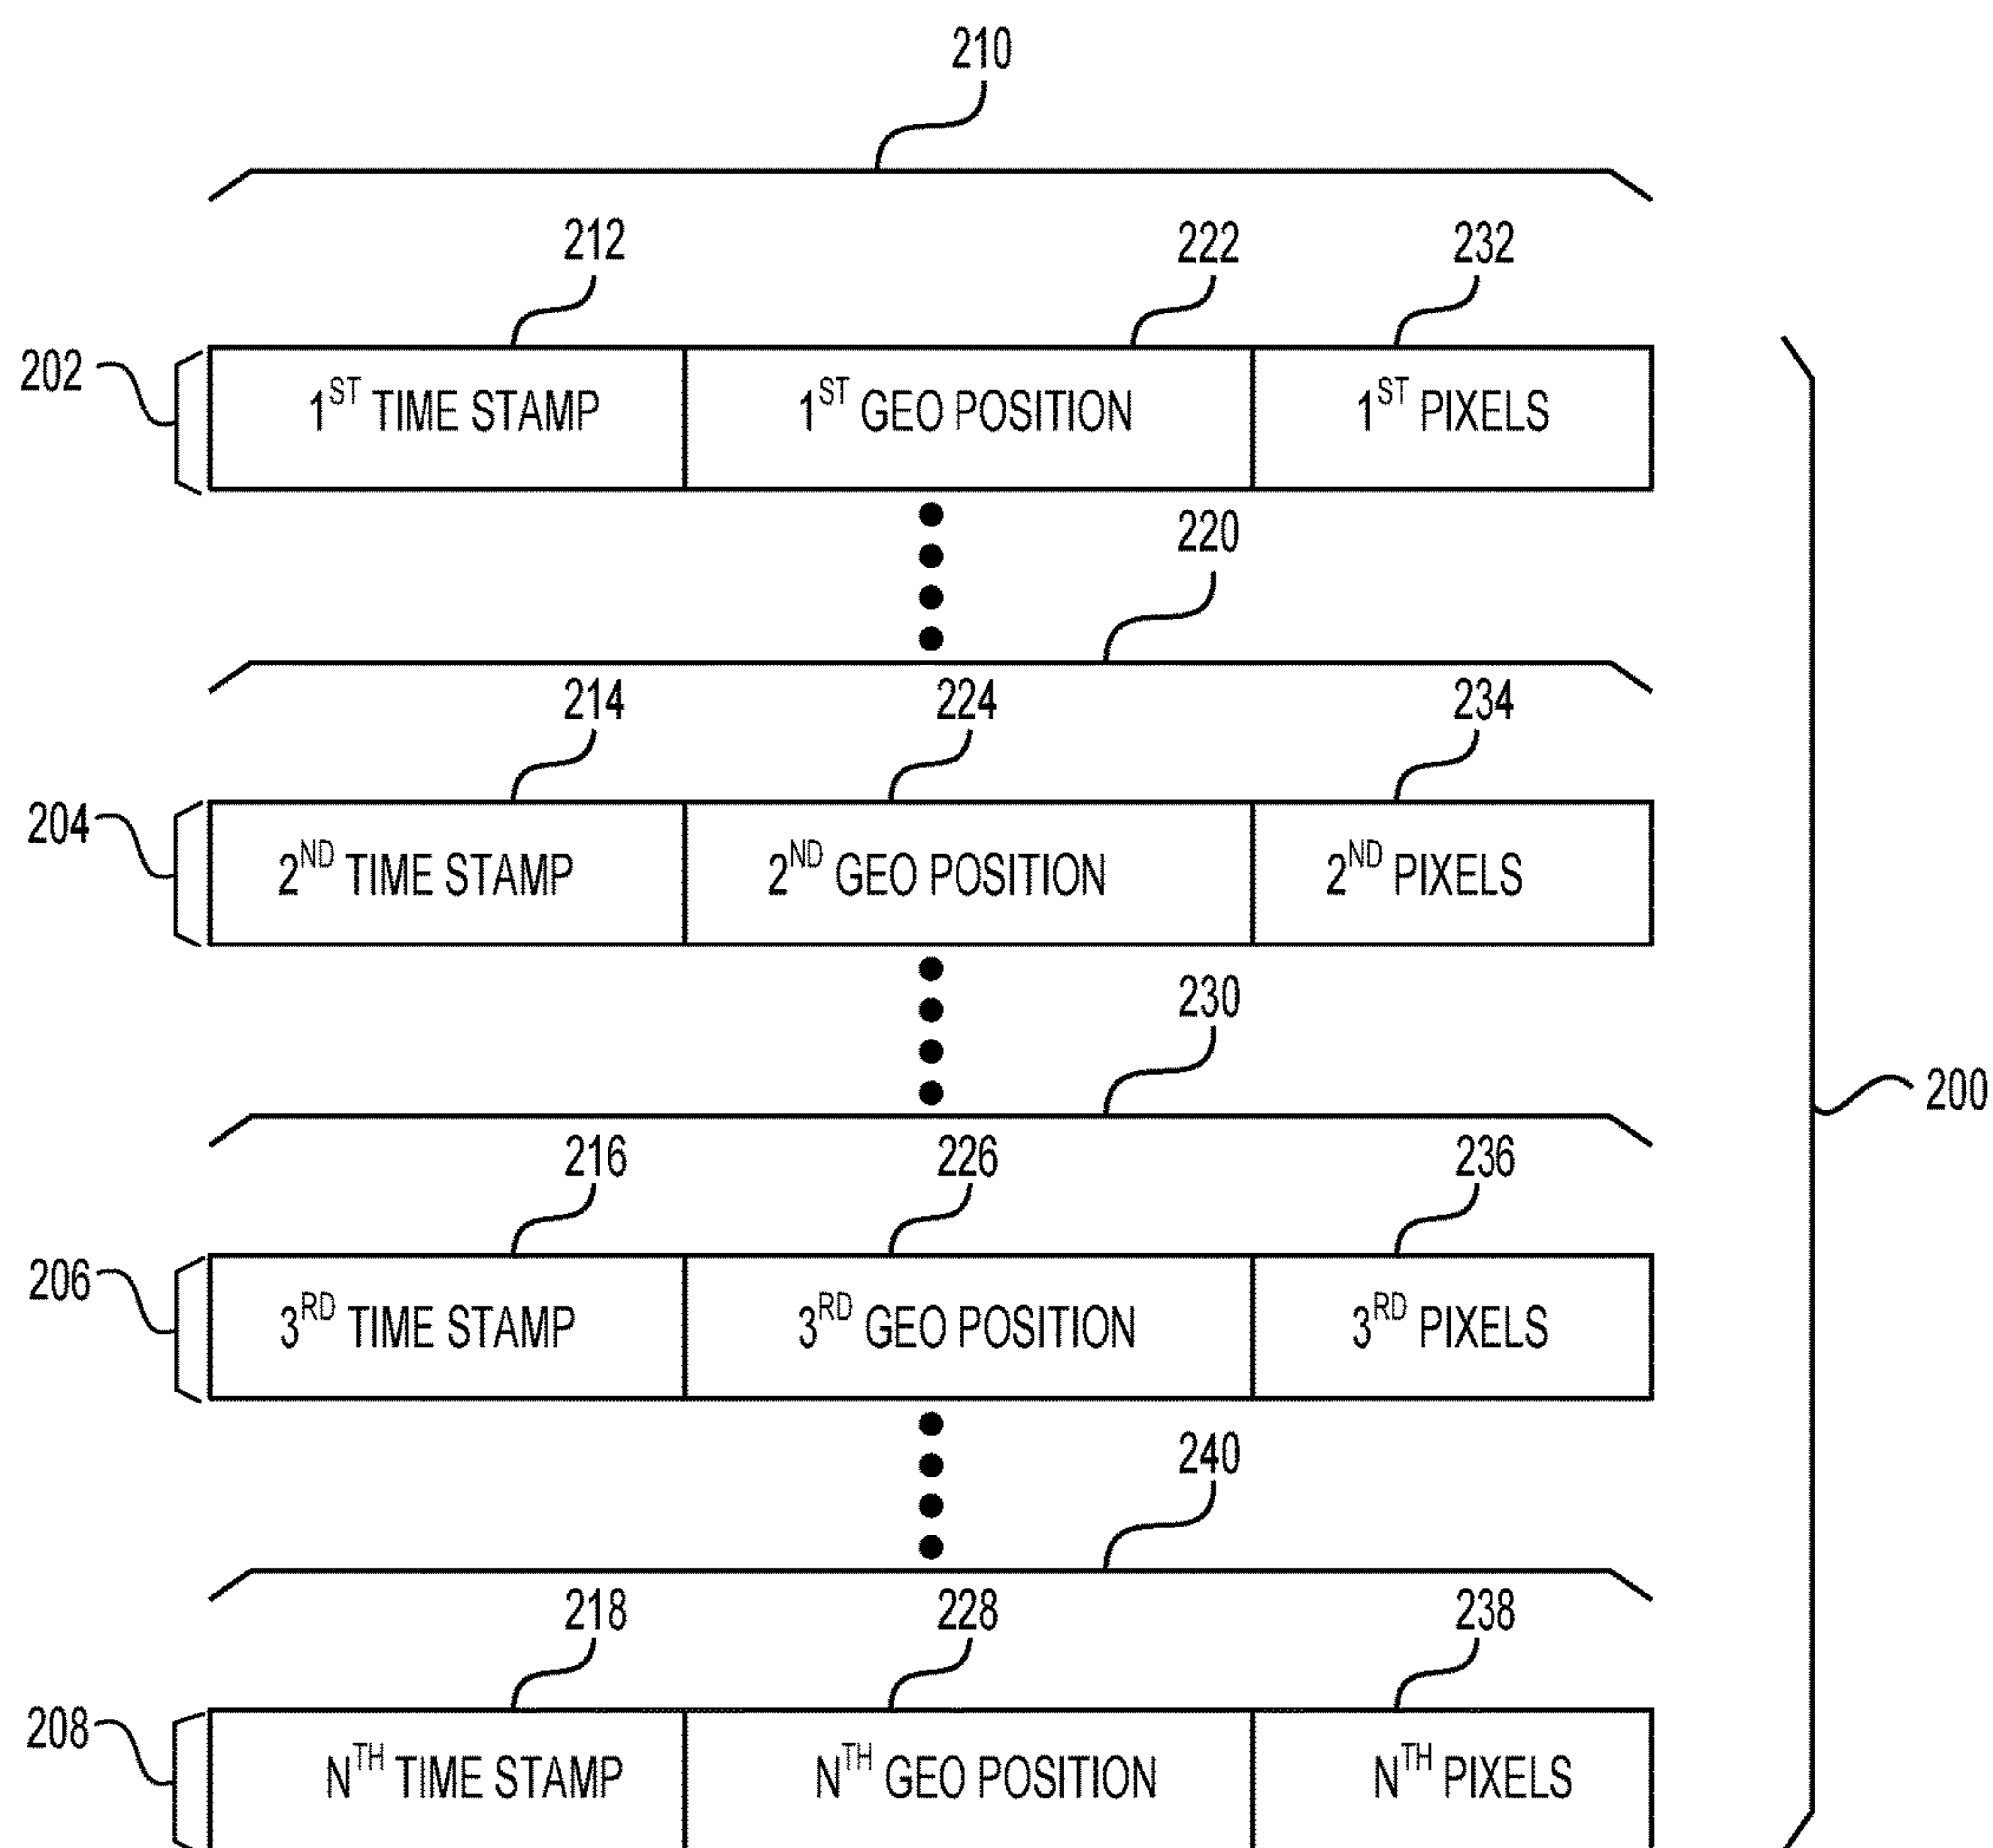 210
212 222 232
202
1ST TIME STAMP 1ST GEO POSITION 1ST PIXELS
220
214 224 234
204
2ND TIME STAMP 2ND GEO POSITION 2ND PIXELS
230
200
216 226 236
206
3RD TIME STAMP 3RD GEO POSITION 3RD PIXELS
240
218 228 238
208
NTH TIME STAMP NTH GEO POSITION NTH PIXELS